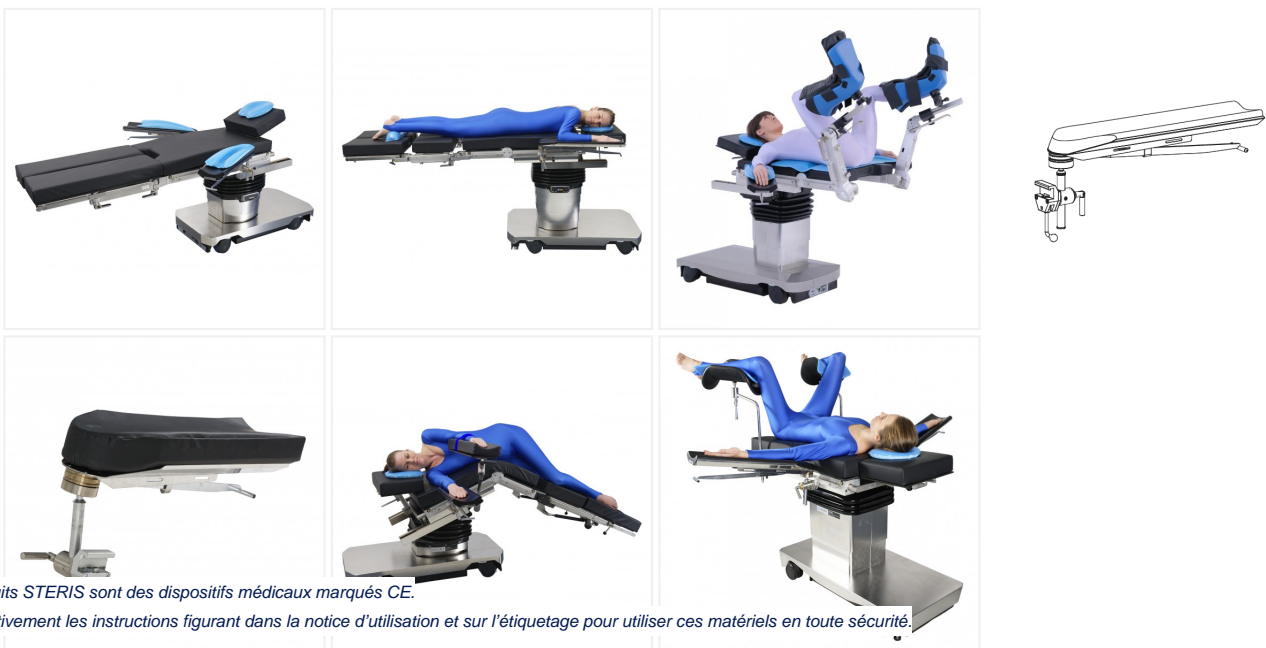 its STERIS sont des dispositifs médicaux marqués CE.
tivement les instructions figurant dans la notice d’utilisation et sur l’étiquetage pour utiliser ces matériels en toute sécurité.